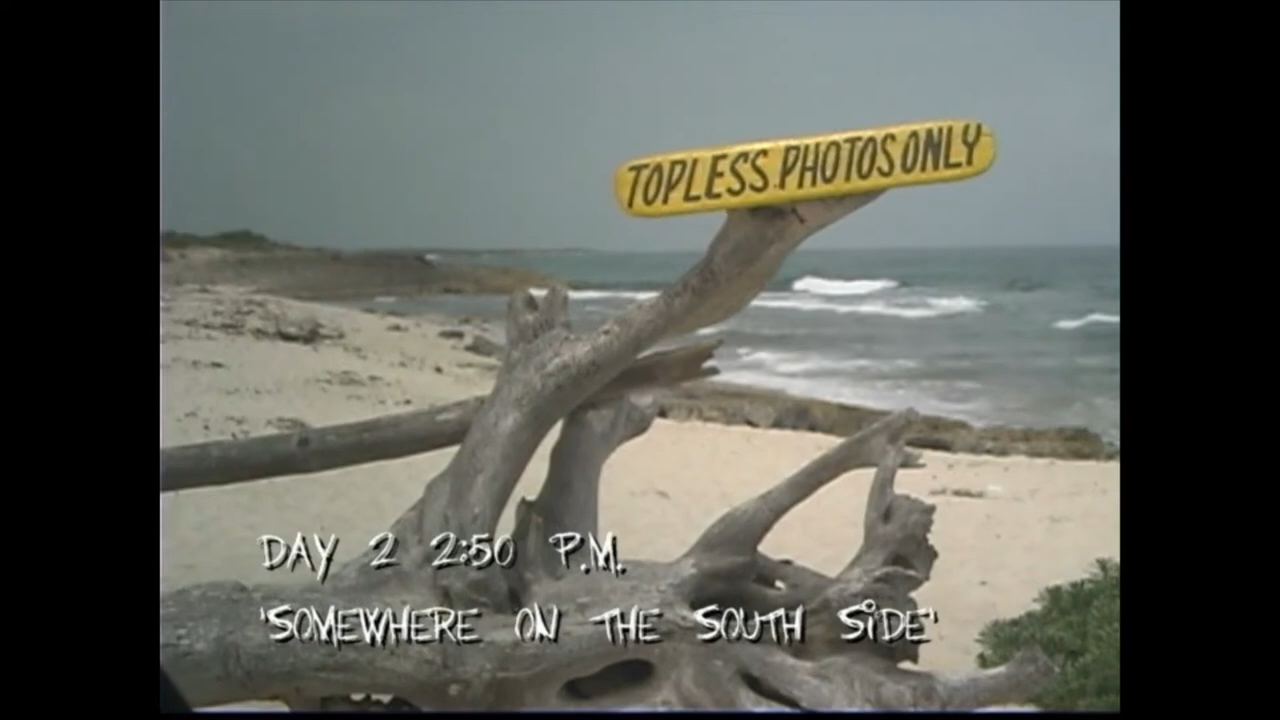 TOPLESS PHOTOS ONLY
DAY 2 2:50 P.M.
'SOMEWHERE ON THE SOUTH SiDE'